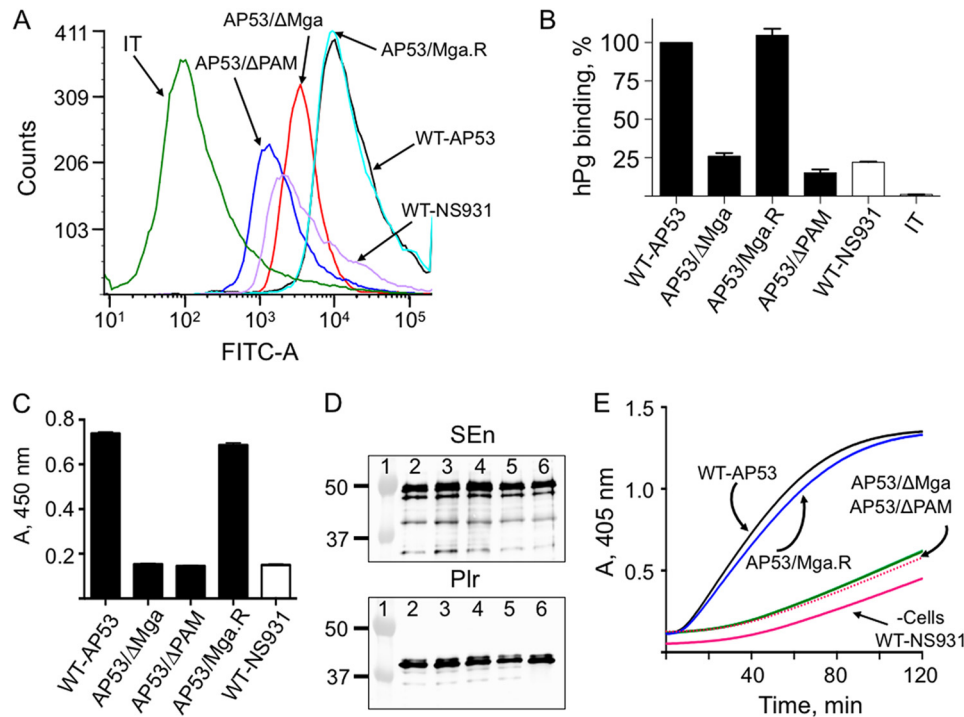 A
411
309
206
103
Counts
IT
AP53/ΔPAM
AP53/ΔMga
AP53/Mga.R
WT-AP53
WT-NS931
10¹
10²
10³
10⁴
10⁵
FITC-A
B
hPg binding, %
100
75
50
25
WT-AP53
AP53/ΔMga
AP53/Mga.R
AP53/ΔPAM
WT-NS931
IT
C
A, 450 nm
0.8
0.6
0.4
0.2
WT-AP53
AP53/ΔMga
AP53/ΔPAM
AP53/Mga.R
WT-NS931
D
SEn
1 2 3 4 5 6
50
37
Plr
1 2 3 4 5 6
50
37
E
A, 405 nm
1.5
1.0
0.5
WT-AP53
AP53/Mga.R
AP53/ΔMga
AP53/ΔPAM
-Cells
WT-NS931
0 40 80 120
Time, min